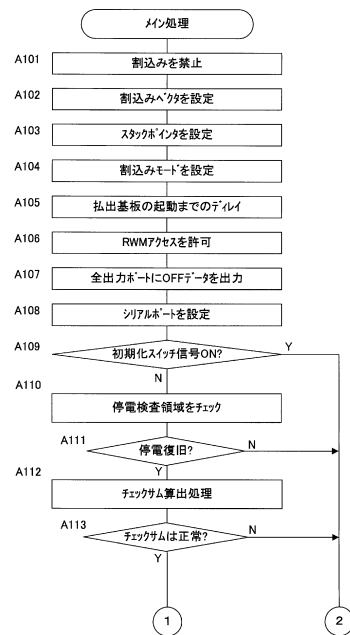 メイン処理
A101
割込みを禁止
A102
割込みベクタを設定
A103
スタックポインタを設定
A104
割込みモードを設定
A105
払出基板の起動までのディレイ
A106
RWMアクセスを許可
A107
全出力ポートにOFFデータを出力
A108
シリアルポートを設定
A109
初期化スイッチ信号ON?
Y
N
A110
停電検査領域をチェック
A111
停電復旧?
N
Y
A112
チェックサム算出処理
A113
チェックサムは正常?
N
Y
1
2